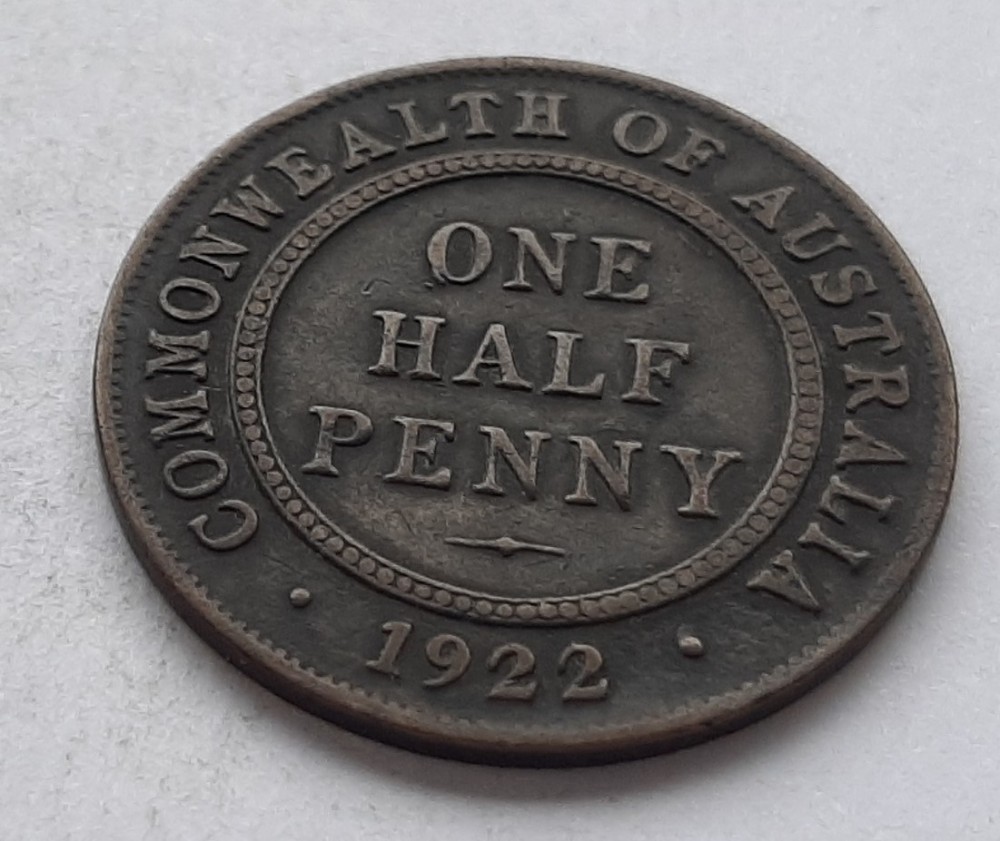 COMMONWEALTH OF AUSTRALIA
ONE
HALF
PENNY
1922